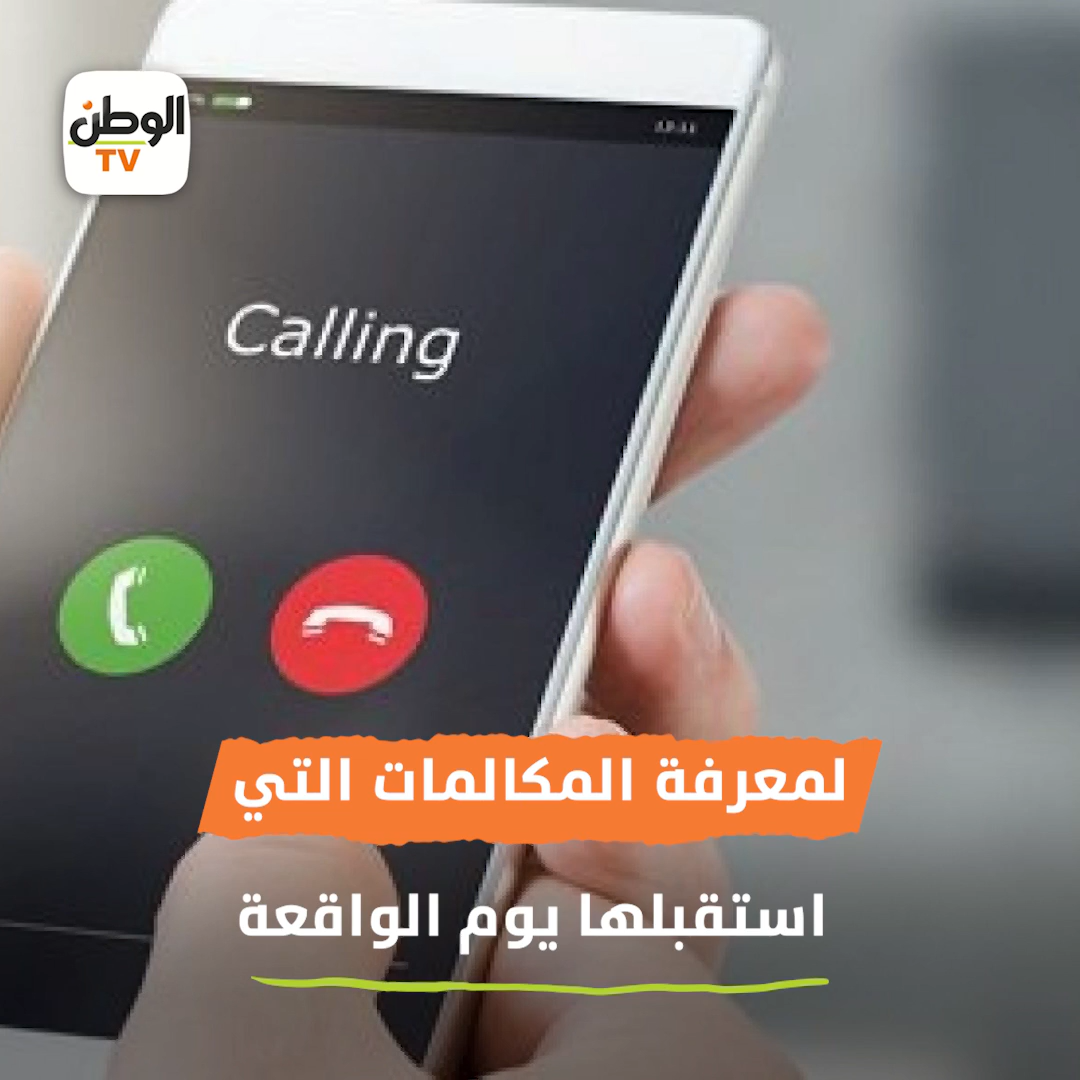 الوطن
TV
Calling
لمعرفة المكالمات التي
استقبلها يوم الواقعة